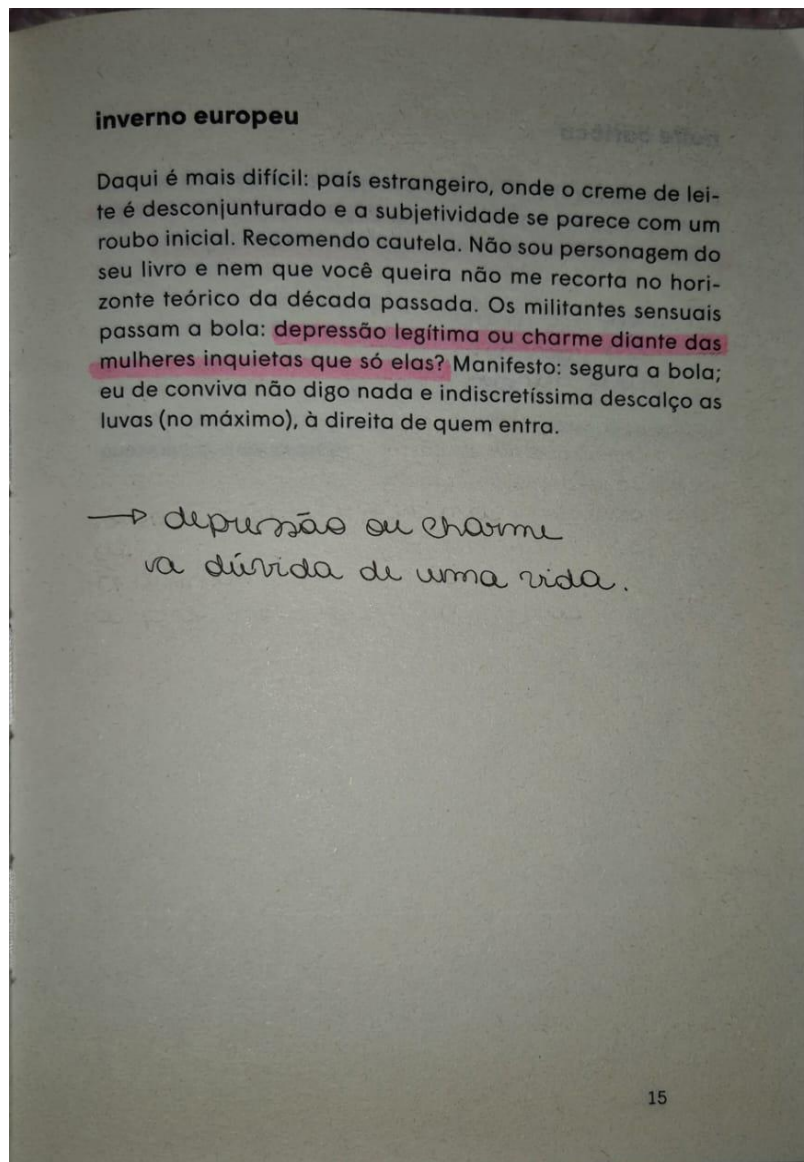 inverno europeu
Daqui é mais difícil: país estrangeiro, onde o creme de lei-
te é desconjunturado e a subjetividade se parece com um
roubo inicial. Recomendo cautela. Não sou personagem do
seu livro e nem que você queira não me recorta no hori-
zonte teórico da década passada. Os militantes sensuais
passam a bola: depressão legítima ou charme diante das
mulheres inquietas que só elas? Manifesto: segura a bola;
eu de conviva não digo nada e indiscretíssima descalço as
luvas (no máximo), à direita de quem entra.
→ depressão ou charme
a dúvida de uma vida.
15